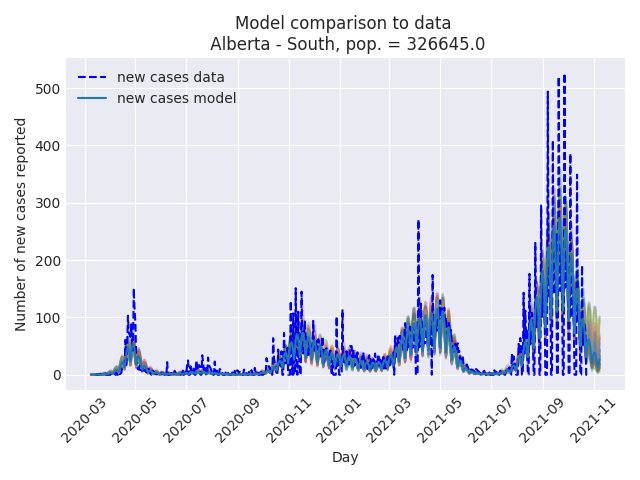 Model comparison to data
Alberta - South, pop. = 326645.0
new cases data
new cases model
Number of new cases reported
500
400
300
200
100
0
2020-03
2020-05
2020-07
2020-09
2020-11
2021-01
2021-03
2021-05
2021-07
2021-09
2021-11
Day